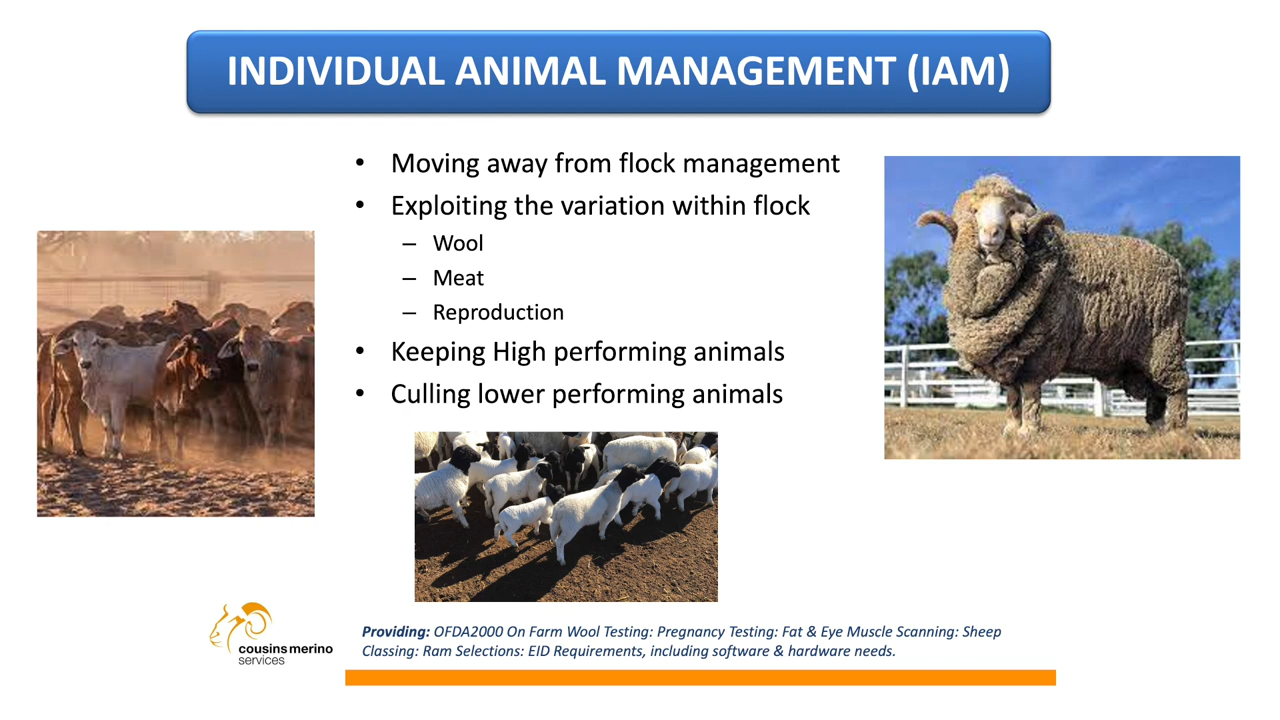 INDIVIDUAL ANIMAL MANAGEMENT (IAM)
• Moving away from flock management
• Exploiting the variation within flock
– Wool
– Meat
– Reproduction
• Keeping High performing animals
• Culling lower performing animals
cousinsmerino
services
Providing: OFDA2000 On Farm Wool Testing: Pregnancy Testing: Fat & Eye Muscle Scanning: Sheep
Classing: Ram Selections: EID Requirements, including software & hardware needs.